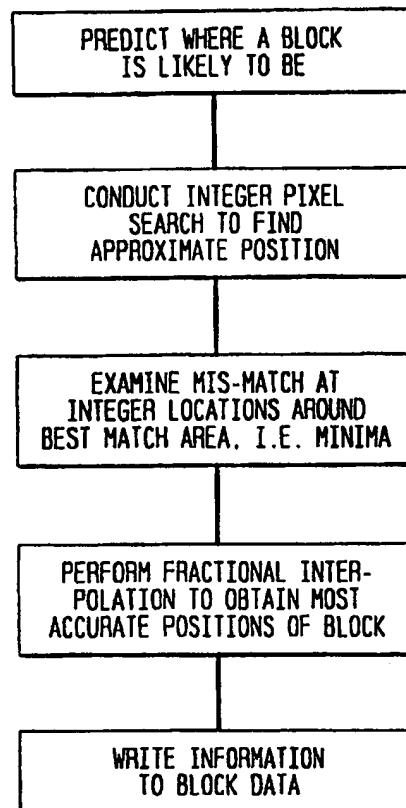 PREDICT WHERE A BLOCK
IS LIKELY TO BE
CONDUCT INTEGER PIXEL
SEARCH TO FIND
APPROXIMATE POSITION
EXAMINE MIS-MATCH AT
INTEGER LOCATIONS AROUND
BEST MATCH AREA, I.E. MINIMA
PERFORM FRACTIONAL INTER-
POLATION TO OBTAIN MOST
ACCURATE POSITIONS OF BLOCK
WRITE INFORMATION
TO BLOCK DATA